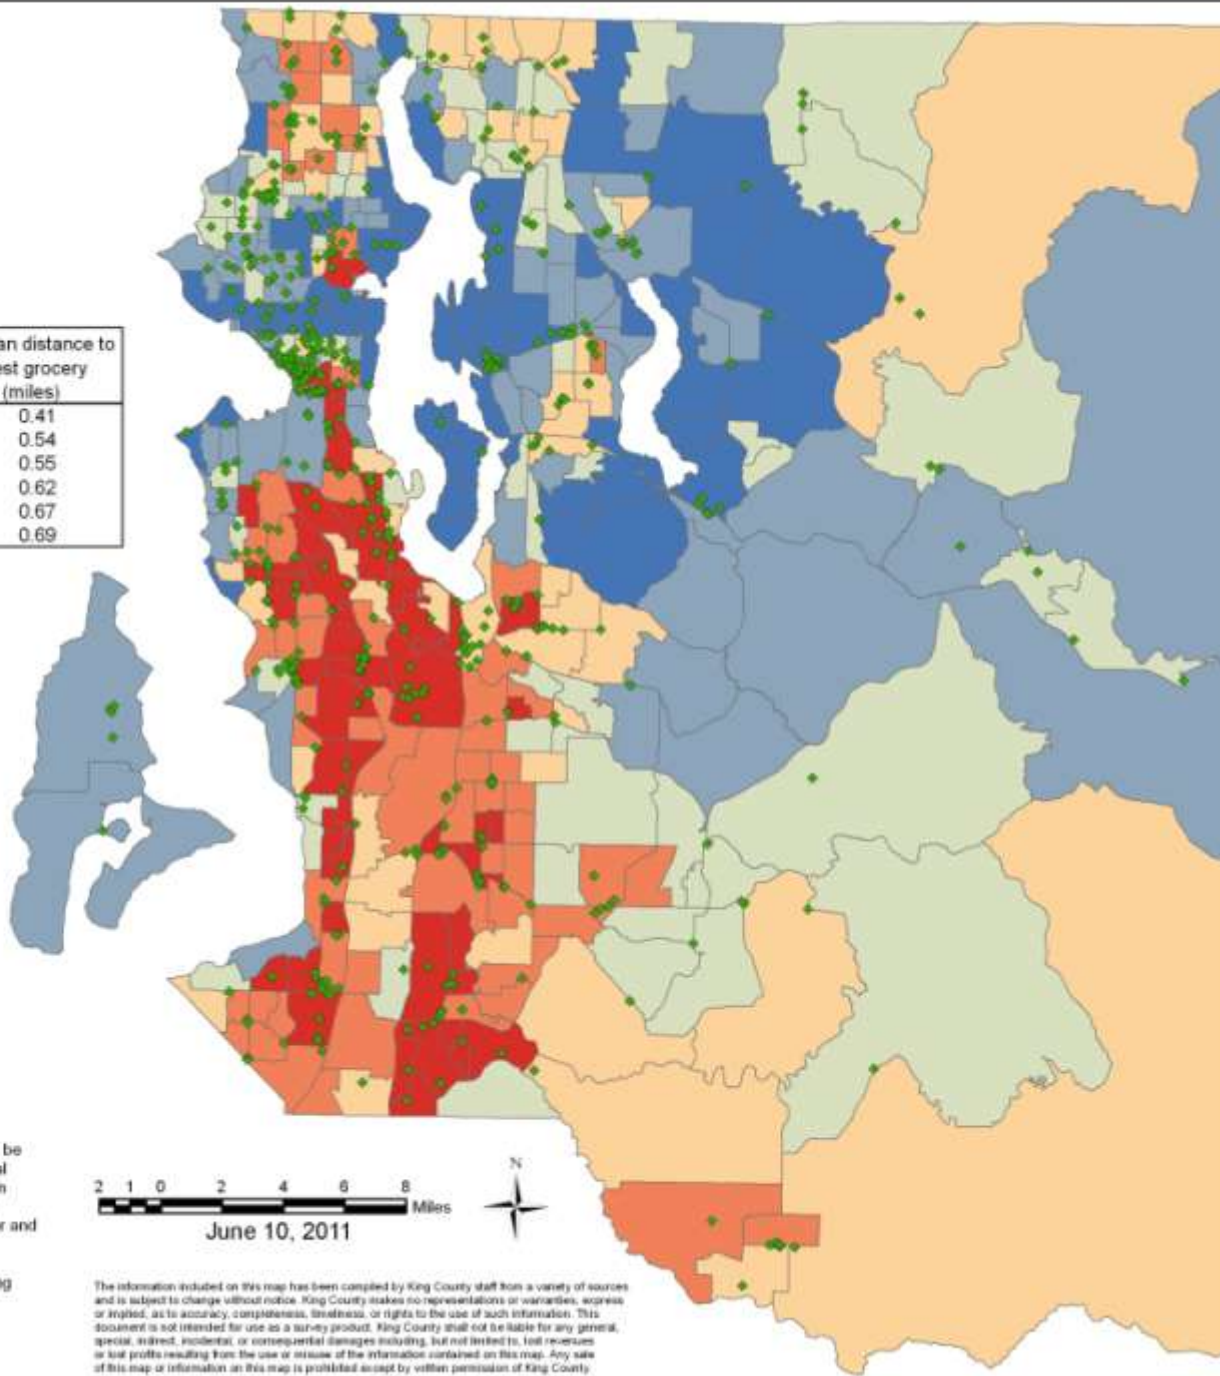 an distance to
est grocery
(miles)
0.41
0.54
0.55
0.62
0.67
0.69
be
al
n
r and
g
N
2 1 0 2 4 6 8
Miles
June 10, 2011
The information included on this map has been compiled by King County staff from a variety of sources
and is subject to change without notice. King County makes no representations or warranties, express
or implied, as to accuracy, completeness, timeliness, or rights to the use of such information. This
document is not intended for use as a survey product. King County shall not be liable for any general,
special, indirect, incidental, or consequential damages including, but not limited to, lost revenues
or lost profits resulting from the use or misuse of the information contained on this map. Any sale
of this map or information on this map is prohibited except by written permission of King County